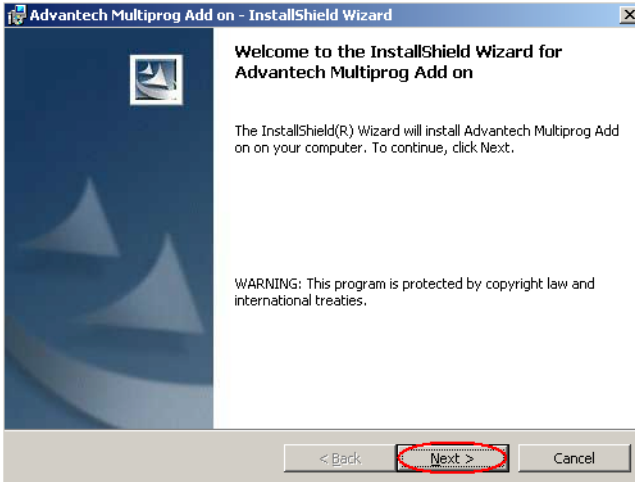 Advantech Multiprog Add on - InstallShield Wizard
Welcome to the InstallShield Wizard for
Advantech Multiprog Add on
The InstallShield(R) Wizard will install Advantech Multiprog Add
on on your computer. To continue, click Next.
WARNING: This program is protected by copyright law and
international treaties.
< Back Next > Cancel